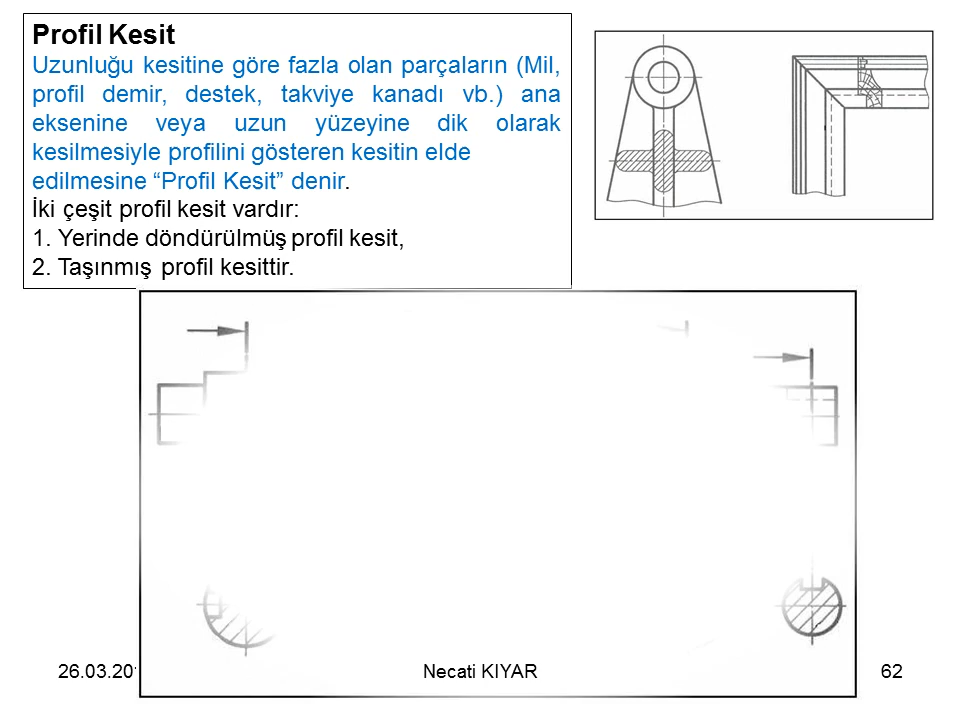 Profil Kesit
Uzunluğu kesitine göre fazla olan parçaların (Mil,
profil demir, destek, takviye kanadı vb.) ana
eksenine veya uzun yüzeyine dik olarak
kesilmesiyle profilini gösteren kesitin elde
edilmesine “Profil Kesit” denir.
İki çeşit profil kesit vardır:
1. Yerinde döndürülmüş profil kesit,
2. Taşınmış profil kesittir.
Necati KIYAR
62